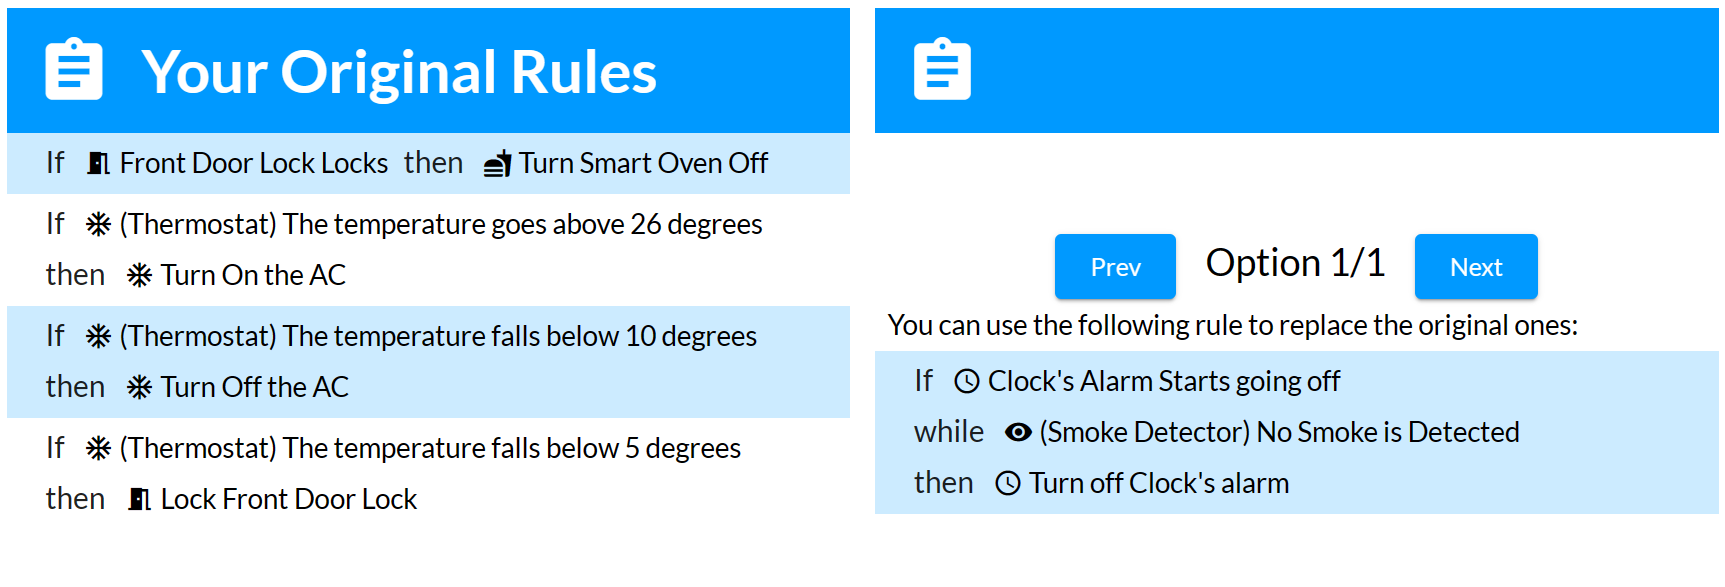 Your Original Rules
If Front Door Lock Locks then Turn Smart Oven Off
If (Thermostat) The temperature goes above 26 degrees
then Turn On the AC
If (Thermostat) The temperature falls below 10 degrees
then Turn Off the AC
If (Thermostat) The temperature falls below 5 degrees
then Lock Front Door Lock
Prev Option 1/1 Next
You can use the following rule to replace the original ones:
If Clock's Alarm Starts going off
while (Smoke Detector) No Smoke is Detected
then Turn off Clock's alarm